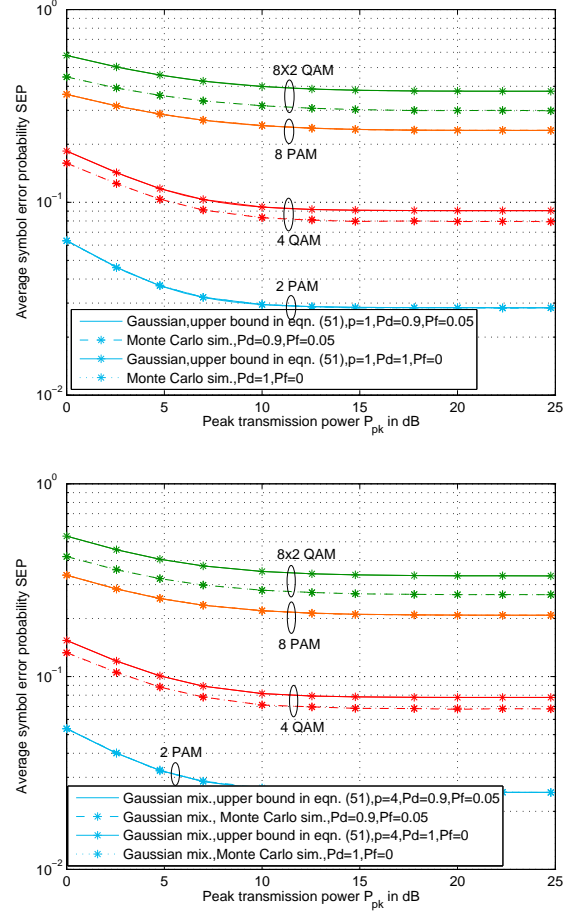 10^0
8X2 QAM
8 PAM
10^-1
4 QAM
2 PAM
Gaussian,upper bound in eqn. (51),p=1,Pd=0.9,Pf=0.05
Monte Carlo sim.,Pd=0.9,Pf=0.05
Gaussian,upper bound in eqn. (51),p=1,Pd=1,Pf=0
Monte Carlo sim.,Pd=1,Pf=0
10^-2
0 5 10 15 20 25
Peak transmission power P_pk in dB
Average symbol error probability SEP
10^0
8x2 QAM
8 PAM
10^-1
4 QAM
2 PAM
Gaussian mix.,upper bound in eqn. (51),p=4,Pd=0.9,Pf=0.05
Gaussian mix., Monte Carlo sim.,Pd=0.9,Pf=0.05
Gaussian mix.,upper bound in eqn. (51),p=4,Pd=1,Pf=0
Gaussian mix.,Monte Carlo sim.,Pd=1,Pf=0
10^-2
0 5 10 15 20 25
Peak transmission power P_pk in dB
Average symbol error probability SEP